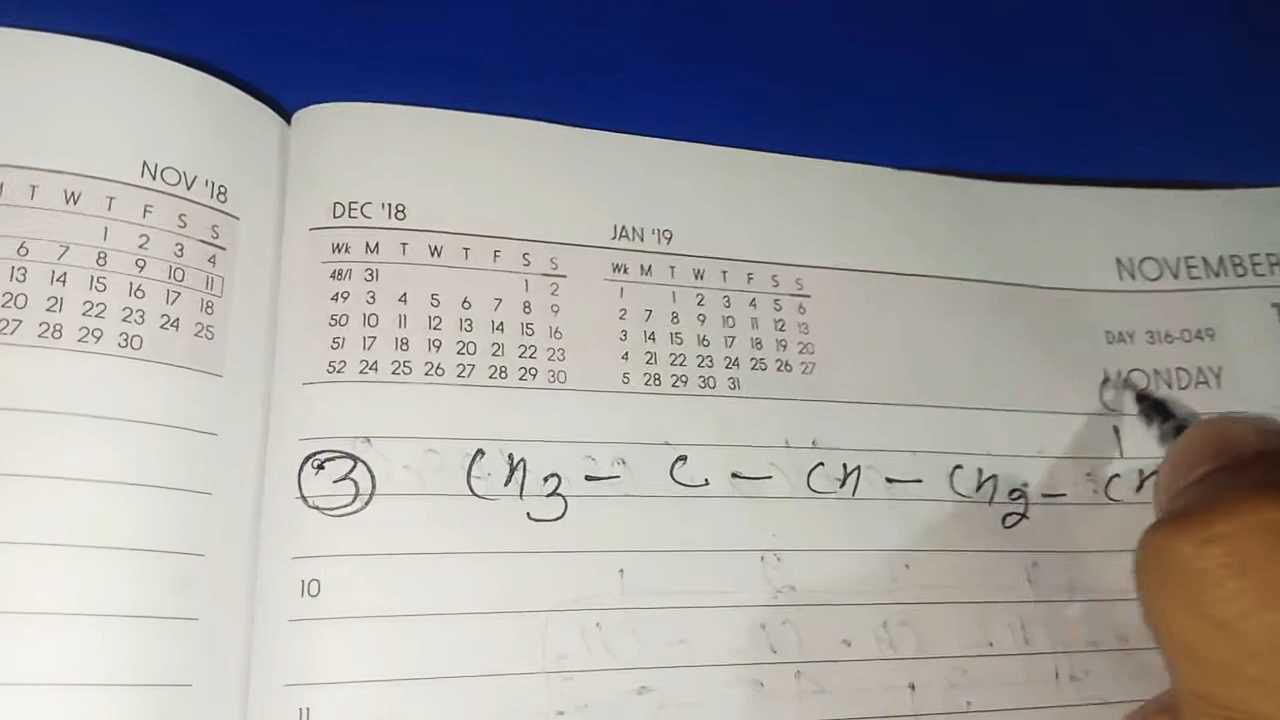 NOV '18
T W T F S S
1 2 3 4
6 7 8 9 10 11
13 14 15 16 17 18
20 21 22 23 24 25
27 28 29 30
DEC '18
Wk M T W T F S S
48/1 31 1 2
49 3 4 5 6 7 8 9
50 10 11 12 13 14 15 16
51 17 18 19 20 21 22 23
52 24 25 26 27 28 29 30
JAN '19
Wk M T W T F S S
1 1 2 3 4 5 6
2 7 8 9 10 11 12 13
3 14 15 16 17 18 19 20
4 21 22 23 24 25 26 27
5 28 29 30 31
NOVEMBER
DAY 316-049
MONDAY
3 CH3 - C - CH - CH2 - CH
10
11